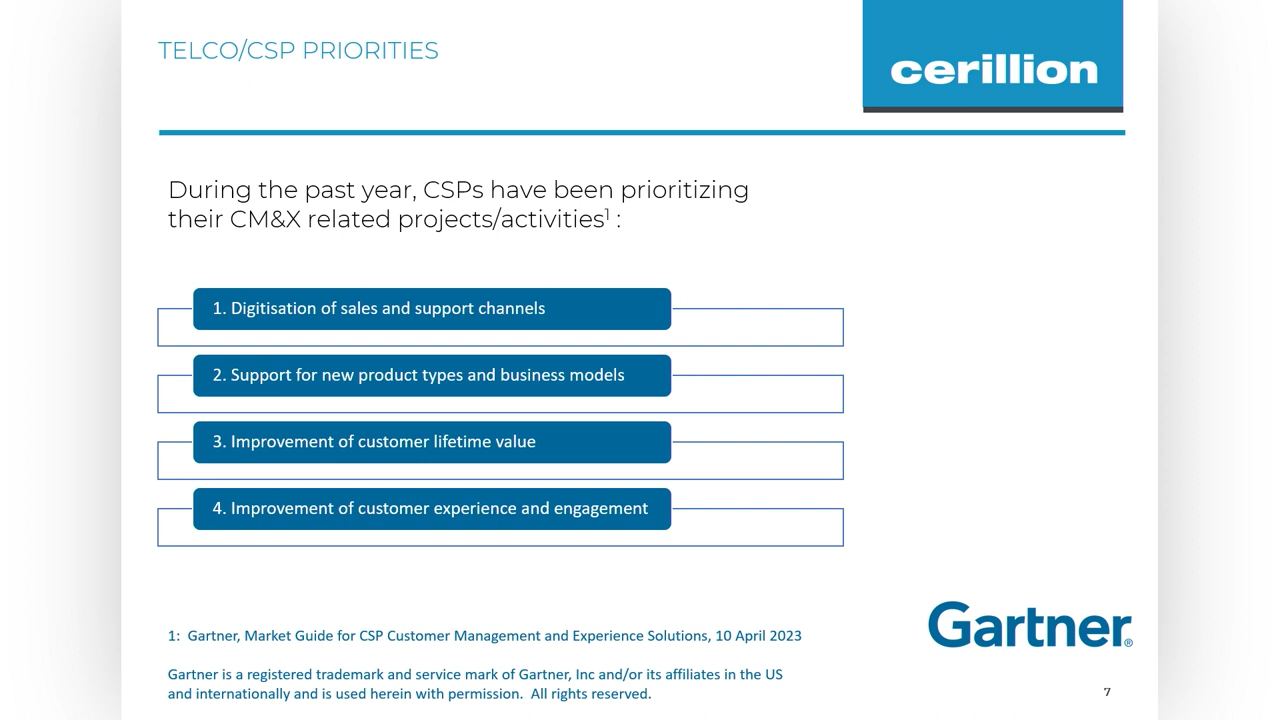 TELCO/CSP PRIORITIES
cerillion
During the past year, CSPs have been prioritizing
their CM&X related projects/activities¹ :
1. Digitisation of sales and support channels
2. Support for new product types and business models
3. Improvement of customer lifetime value
4. Improvement of customer experience and engagement
1: Gartner, Market Guide for CSP Customer Management and Experience Solutions, 10 April 2023
Gartner®
Gartner is a registered trademark and service mark of Gartner, Inc and/or its affiliates in the US
and internationally and is used herein with permission. All rights reserved.
7